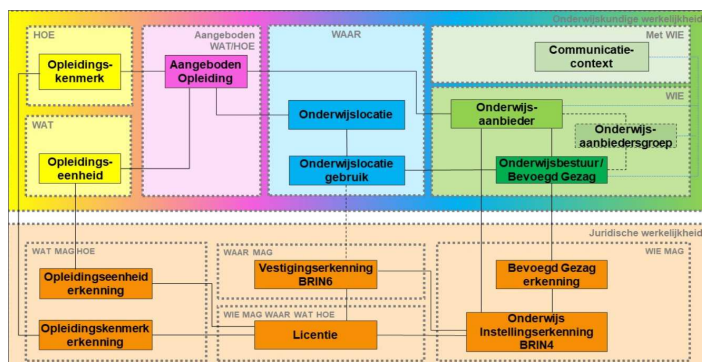 Onderwijskundige werkelijkheid
HOE
Opleidings-
kenmerk
WAT
Opleidings-
eenheid
Aangeboden
WAT/HOE
Aangeboden
Opleiding
WAAR
Onderwijslocatie
Onderwijslocatie
gebruik
Met WIE
Communicatie-
context
WIE
Onderwijs-
aanbieder
Onderwijs-
aanbiedersgroep
Onderwijsbestuur/
Bevoegd Gezag
Juridische werkelijkheid
WAT MAG HOE
Opleidingseenheid
erkenning
Opleidingskenmerk
erkenning
WAAR MAG
Vestigingserkenning
BRIN6
WIE MAG WAAR WAT HOE
Licentie
WIE MAG
Bevoegd Gezag
erkenning
Onderwijs
Instellingserkenning
BRIN4